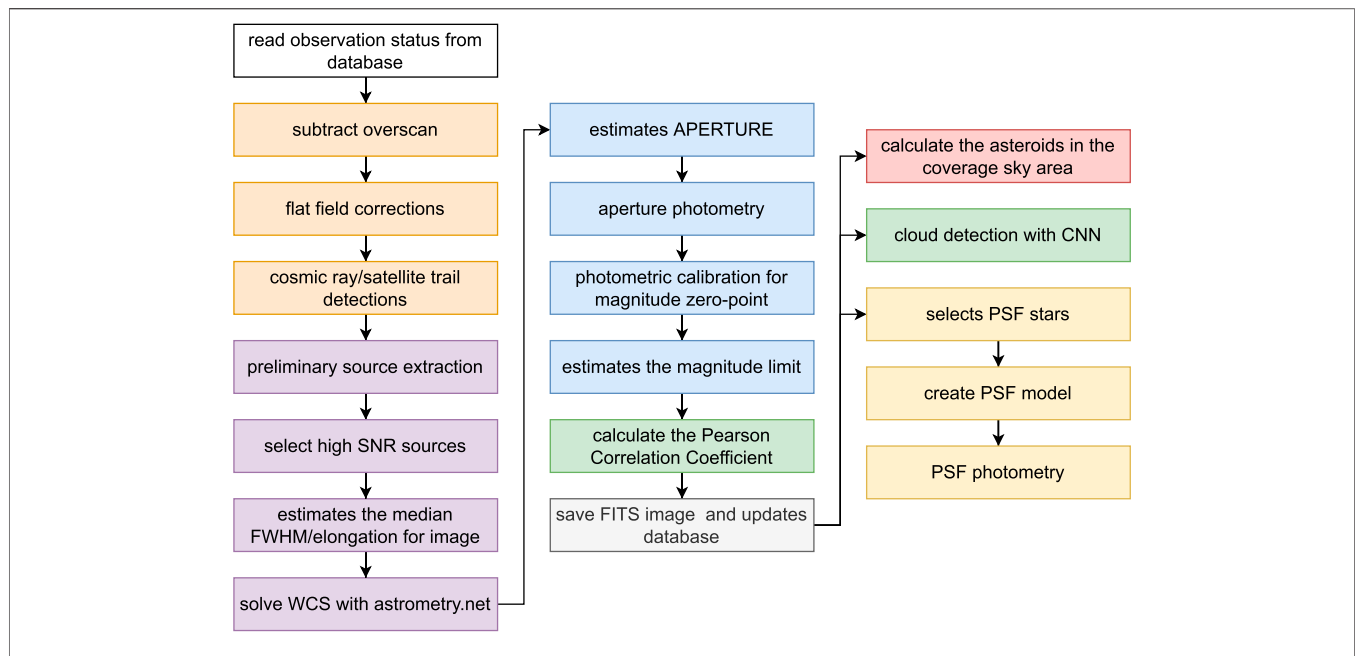 read observation status from
database
subtract overscan
flat field corrections
cosmic ray/satellite trail
detections
preliminary source extraction
select high SNR sources
estimates the median
FWHM/elongation for image
solve WCS with astrometry.net
estimates APERTURE
aperture photometry
photometric calibration for
magnitude zero-point
estimates the magnitude limit
calculate the Pearson
Correlation Coefficient
save FITS image  and updates
database
calculate the asteroids in the
coverage sky area
cloud detection with CNN
selects PSF stars
create PSF model
PSF photometry